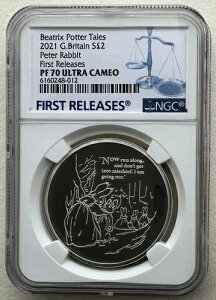 Beatrix Potter Tales
2021 G.Britain S£2
Peter Rabbit
First Releases
PF 70 ULTRA CAMEO
6160248-012
FIRST RELEASES®
NGC
"NOW run along,
and don't get
into mischief. I am
going out."